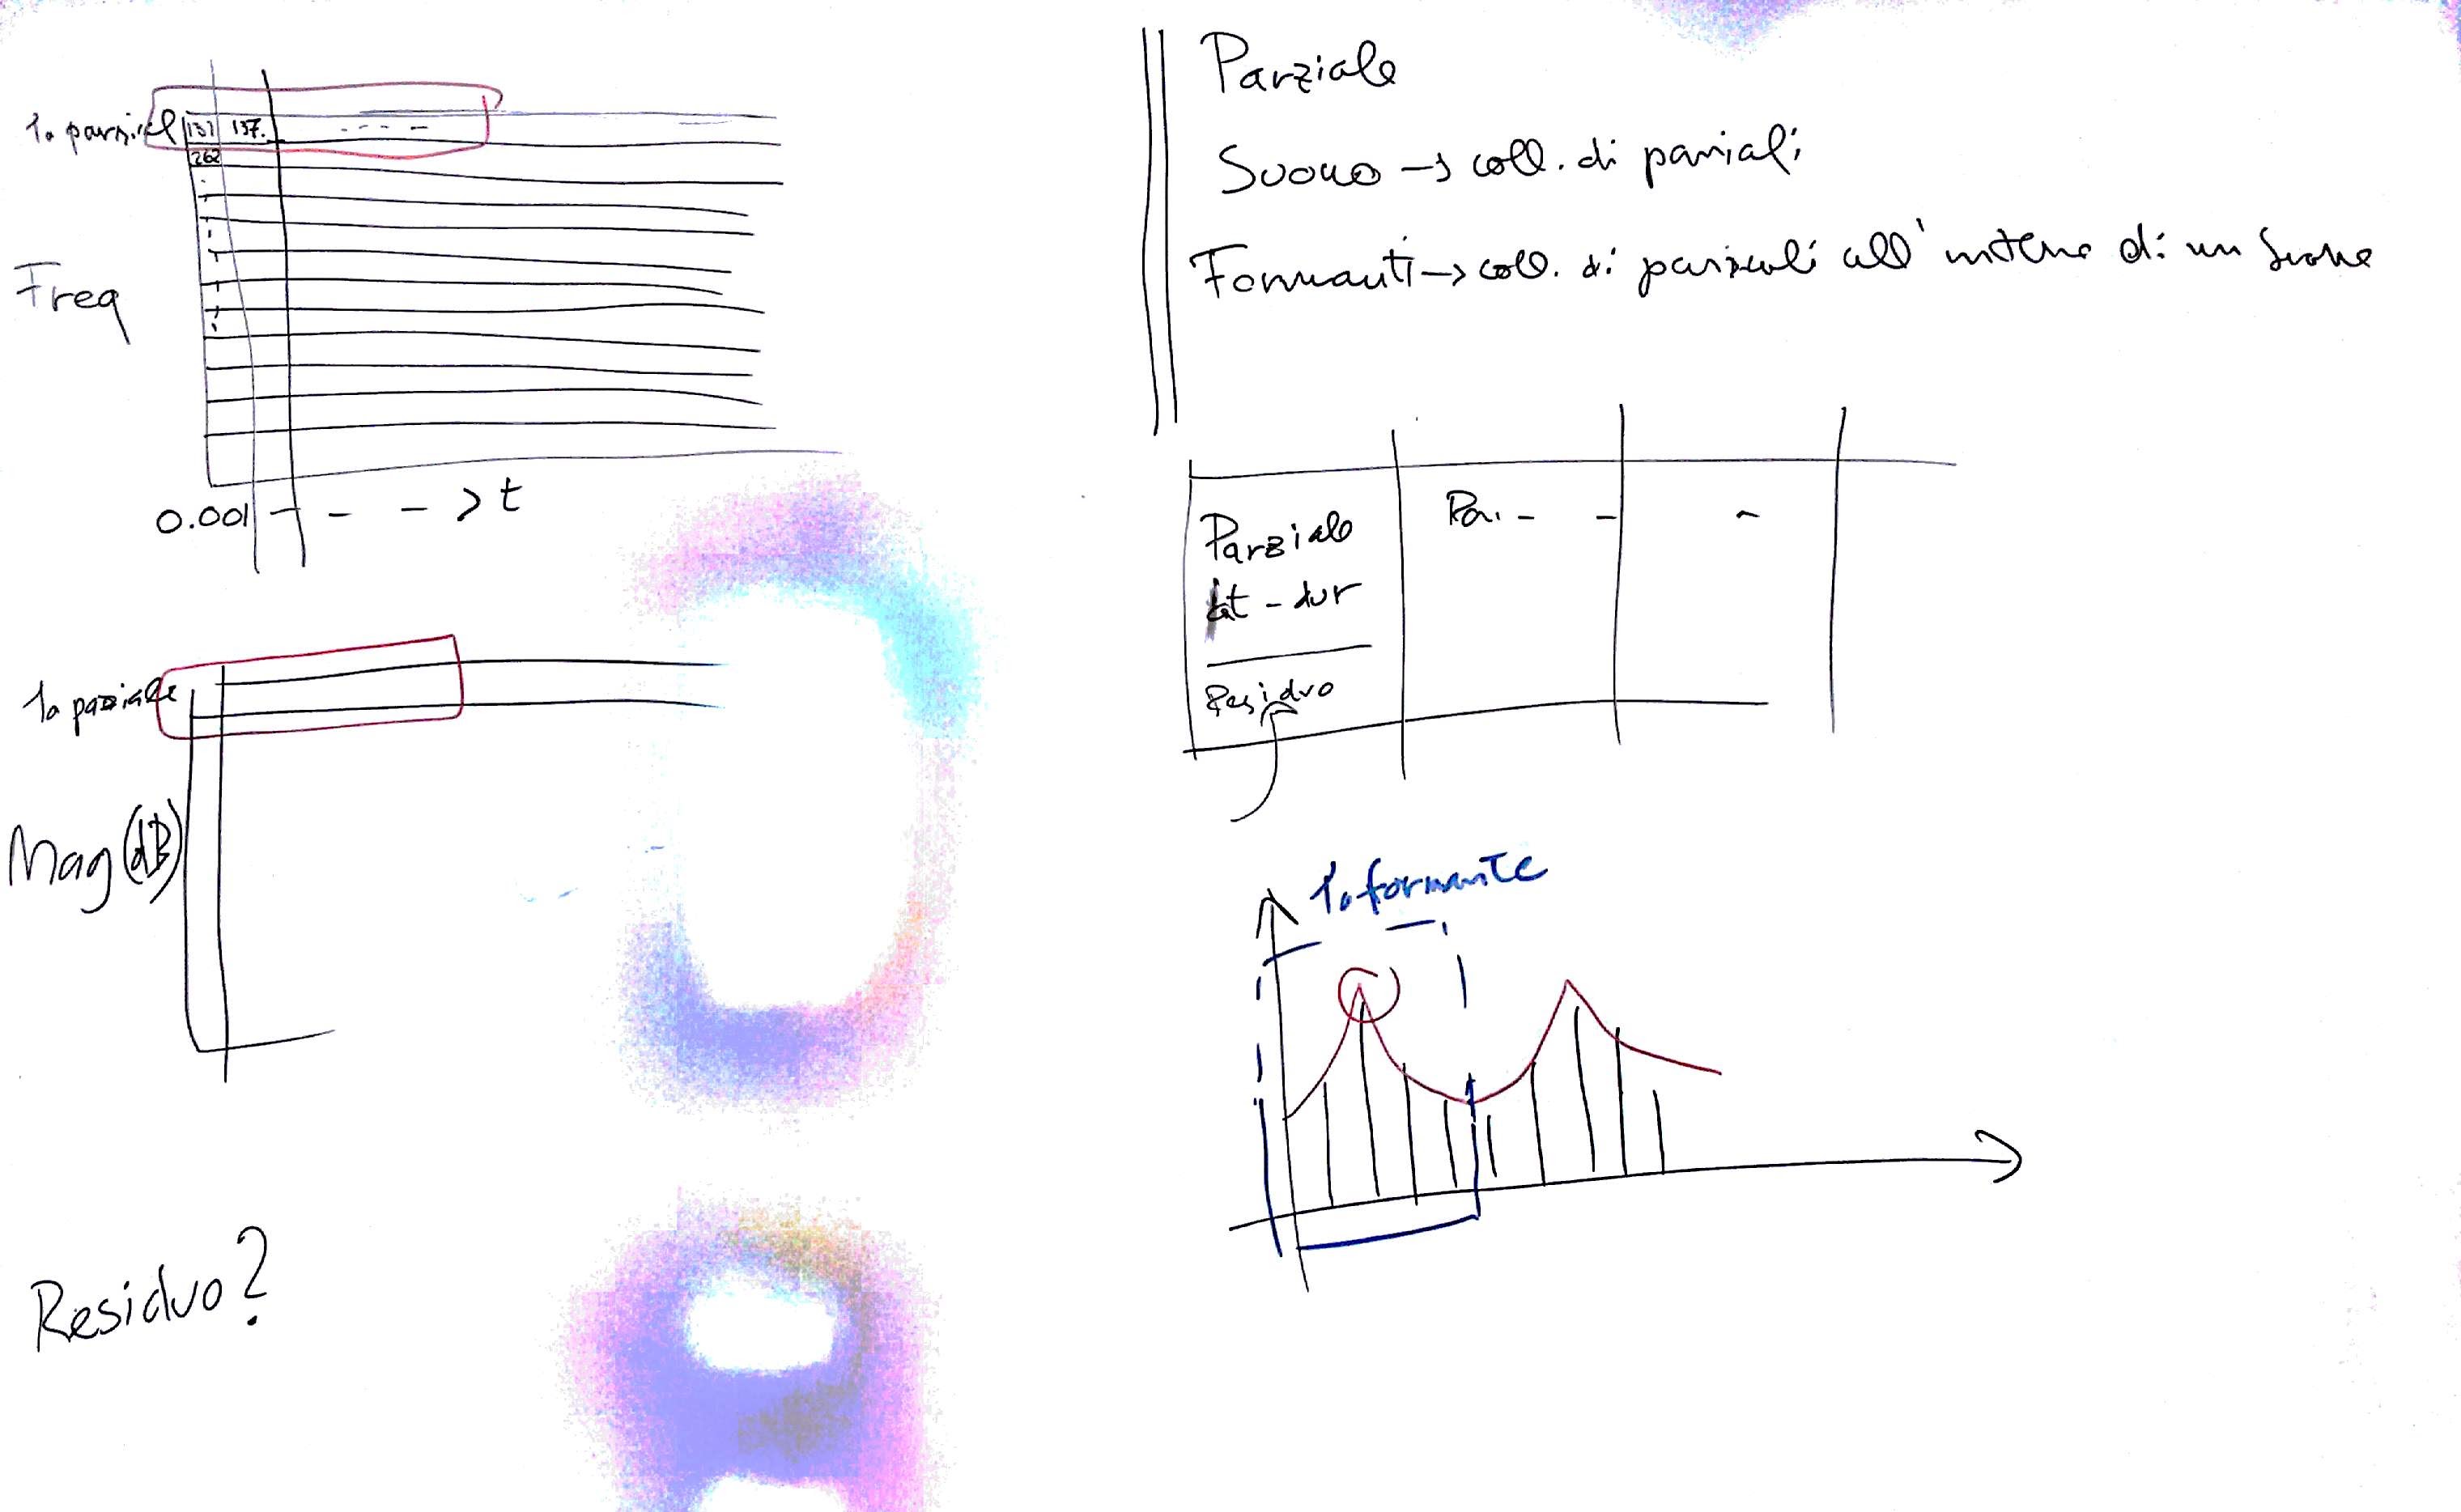 1a parziale
131 137.
262
Freq
0.001 - - - > t
1a parziale
Mag (dB)
Residuo?
Parziale
Suono → coll. di parziali
Formanti → coll. di parziali all'interno di un suono
Parziale Par. - -
at - dur
Residuo
1a formante